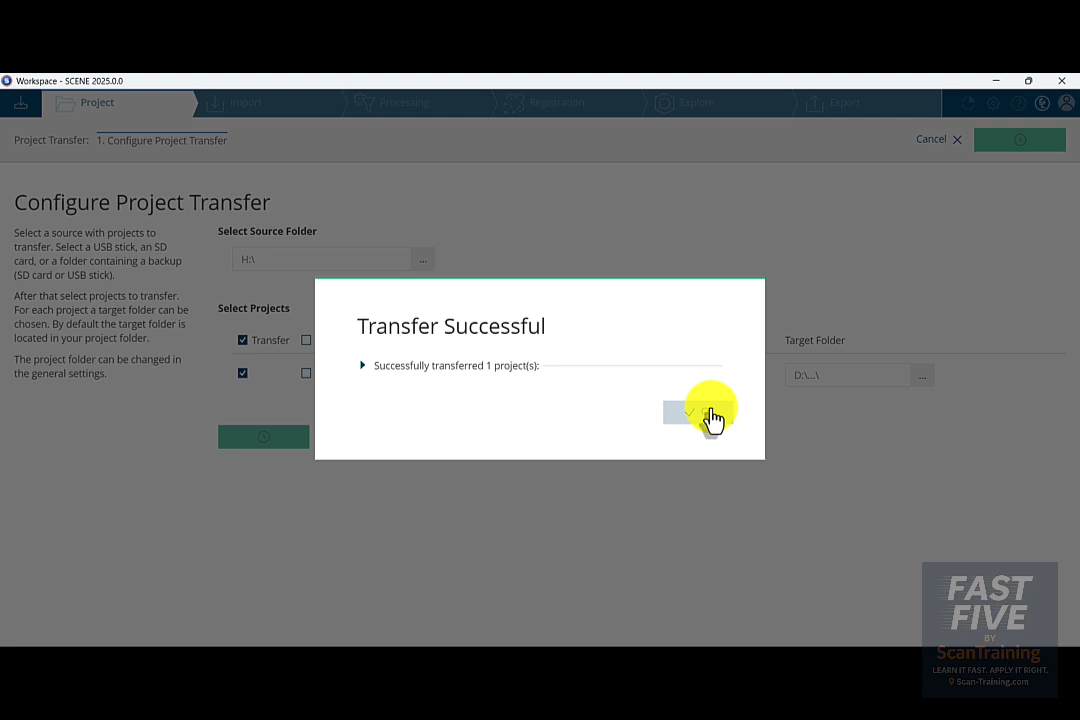 Workspace - SCENE 2025.0.0
Project
Import
Processing
Registration
Explore
Export
Project Transfer: 1. Configure Project Transfer
Cancel
Configure Project Transfer
Select a source with projects to
transfer. Select a USB stick, an SD
card, or a folder containing a backup
(SD card or USB stick).
After that select projects to transfer.
For each project a target folder can be
chosen. By default the target folder is
located in your project folder.
The project folder can be changed in
the general settings.
Select Source Folder
H:\
...
Select Projects
Transfer
Target Folder
D:\...\
...
Transfer Successful
Successfully transferred 1 project(s):
FAST
FIVE
BY
ScanTraining
LEARN IT FAST. APPLY IT RIGHT.
Scan-Training.com